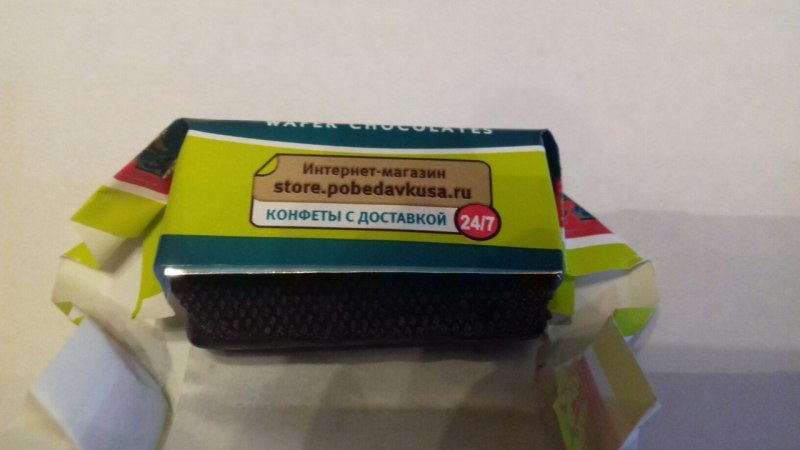 WAFER CHOCOLATES
Интернет-магазин
store.pobedavkusa.ru
КОНФЕТЫ С ДОСТАВКОЙ 24/7